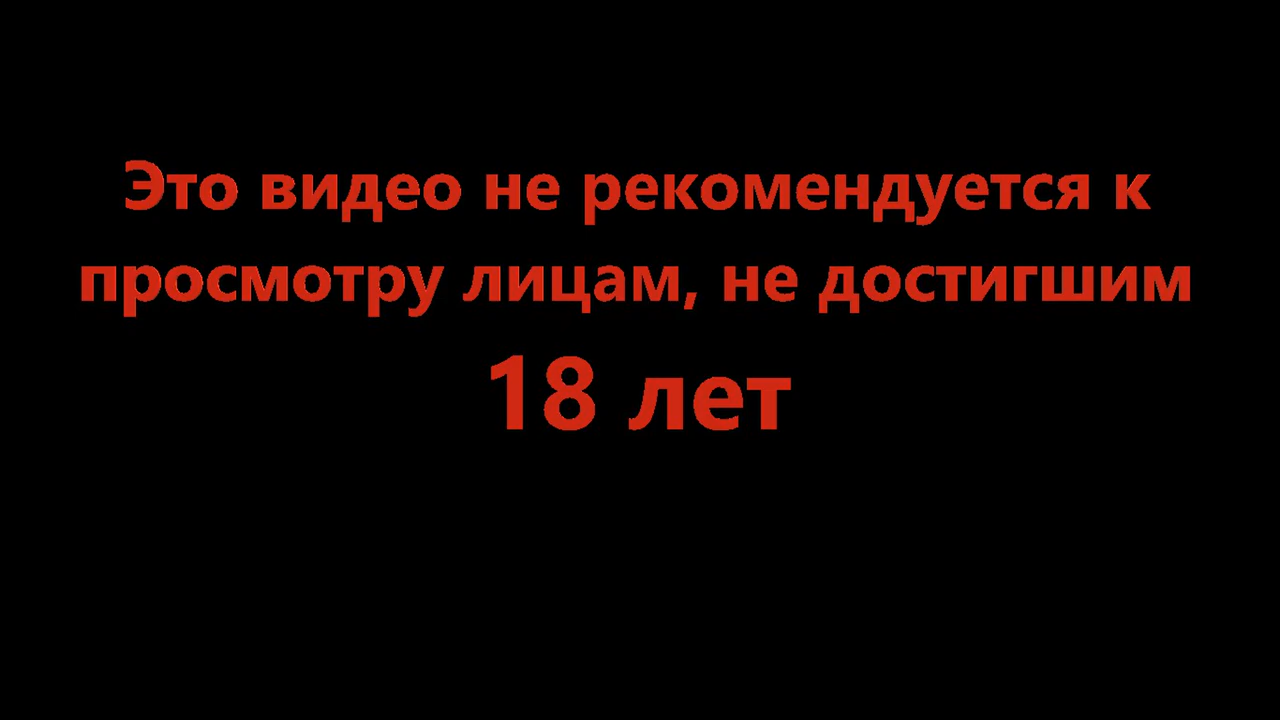 Это видео не рекомендуется к
просмотру лицам, не достигшим
18 лет